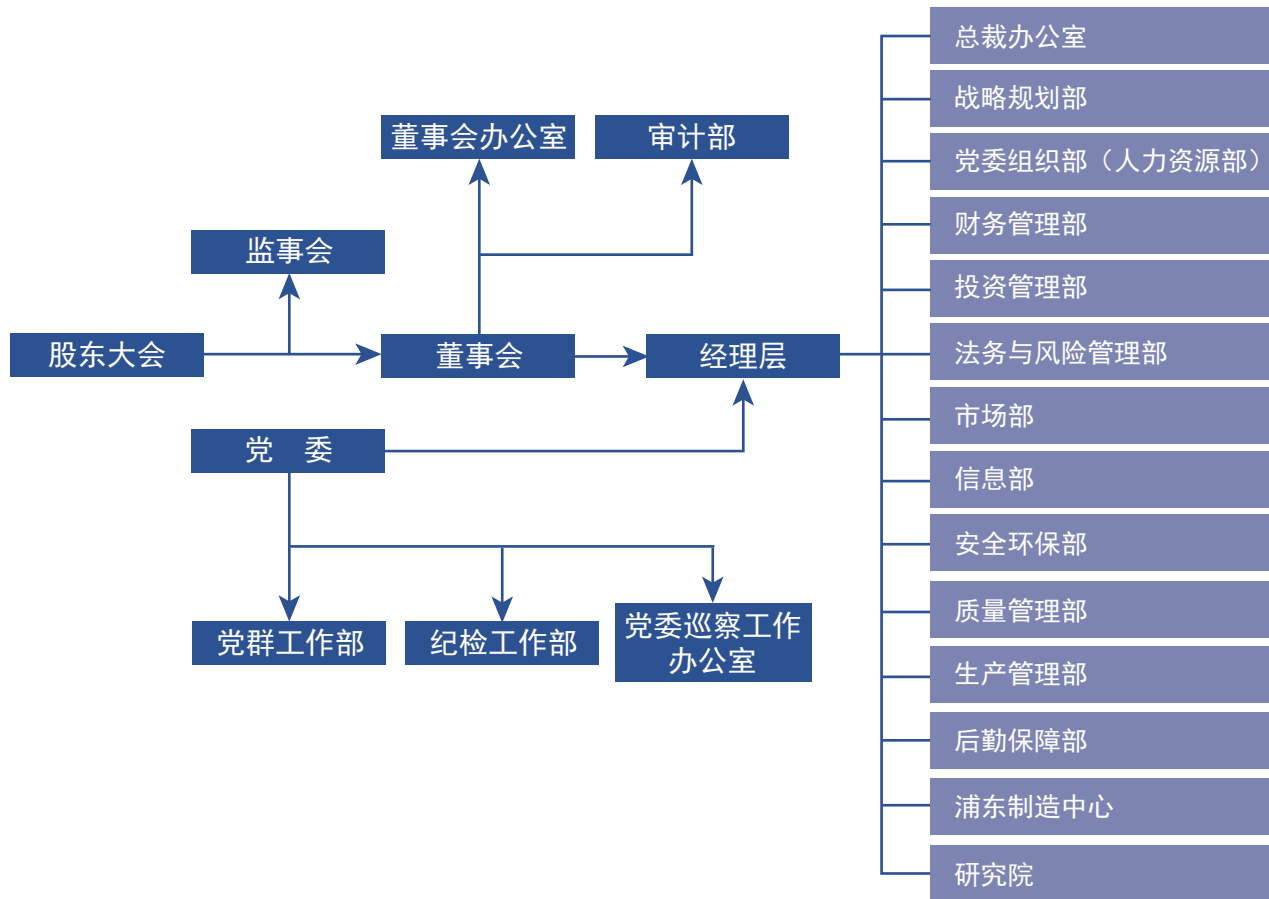 董事会办公室
审计部
监事会
股东大会
董事会
经理层
党　委
党群工作部
纪检工作部
党委巡察工作
办公室
总裁办公室
战略规划部
党委组织部（人力资源部）
财务管理部
投资管理部
法务与风险管理部
市场部
信息部
安全环保部
质量管理部
生产管理部
后勤保障部
浦东制造中心
研究院